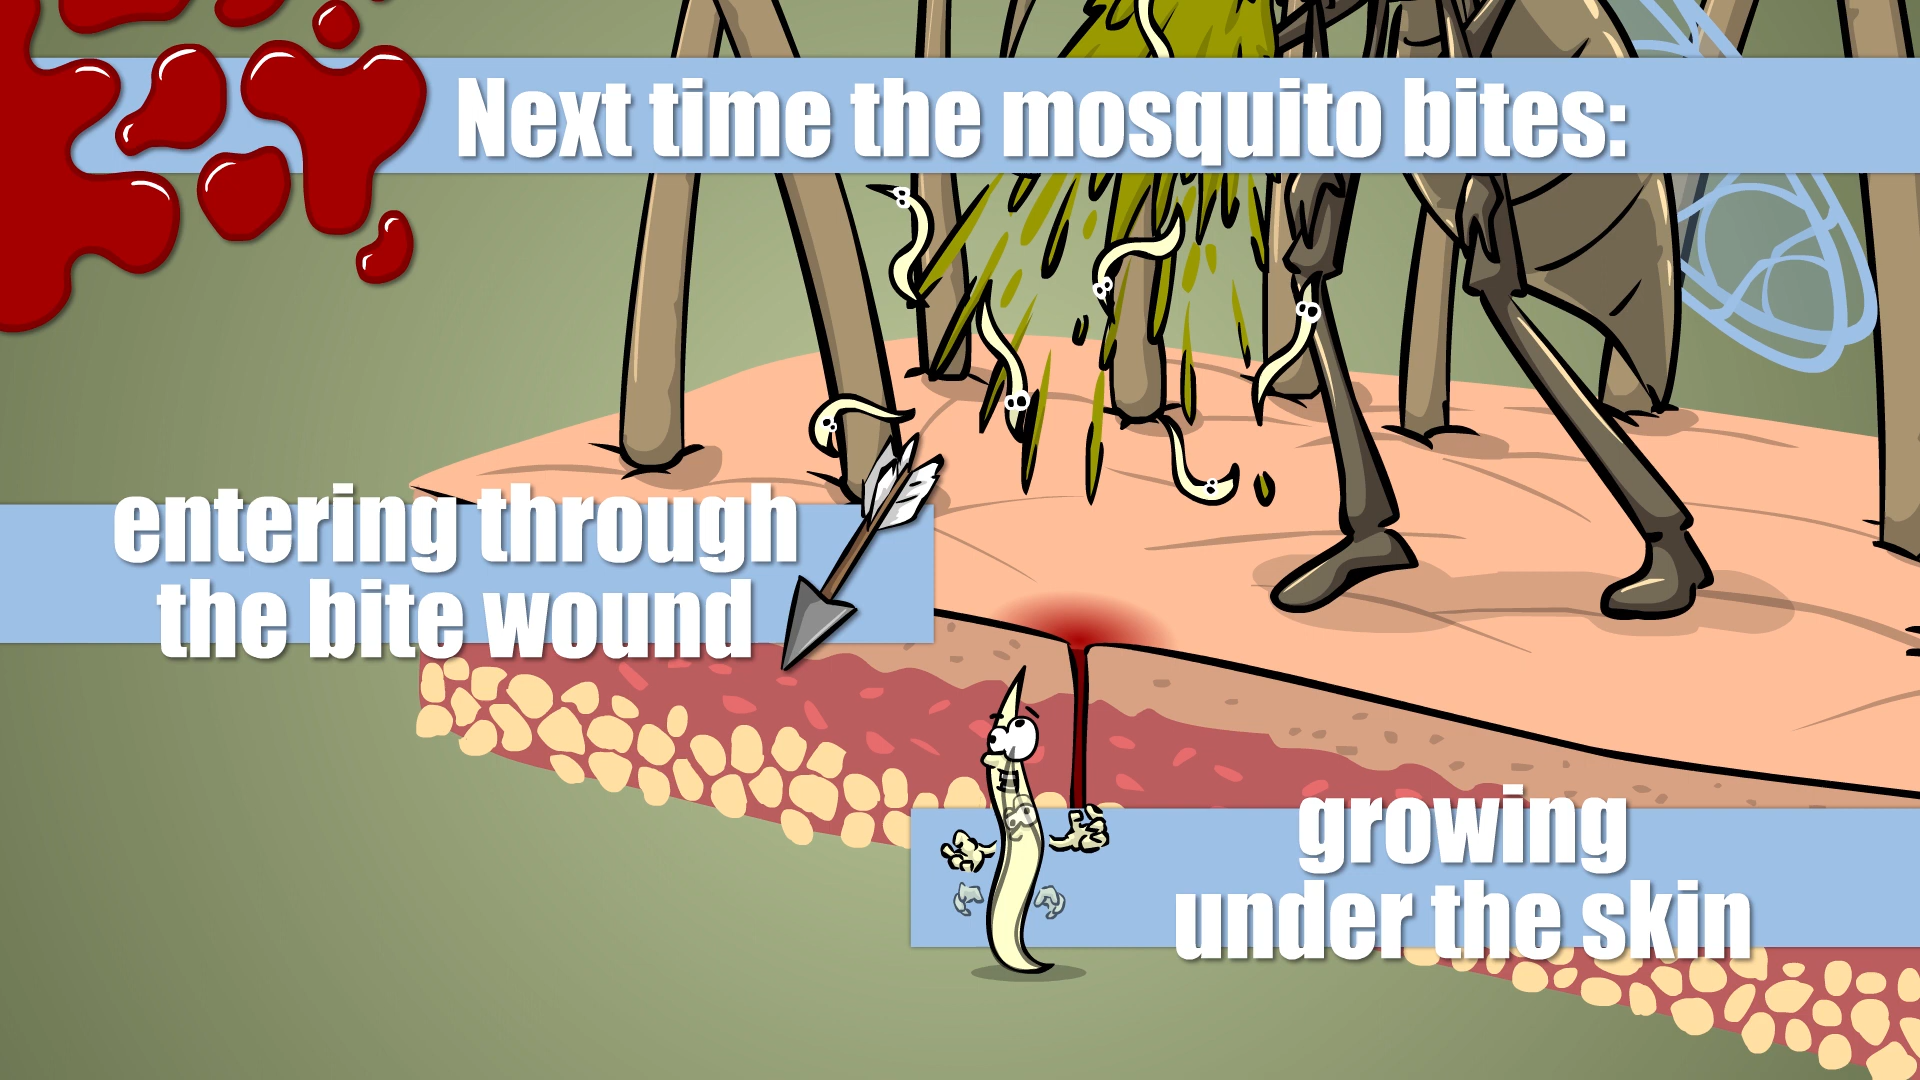 Next time the mosquito bites:
entering through
the bite wound
growing
under the skin